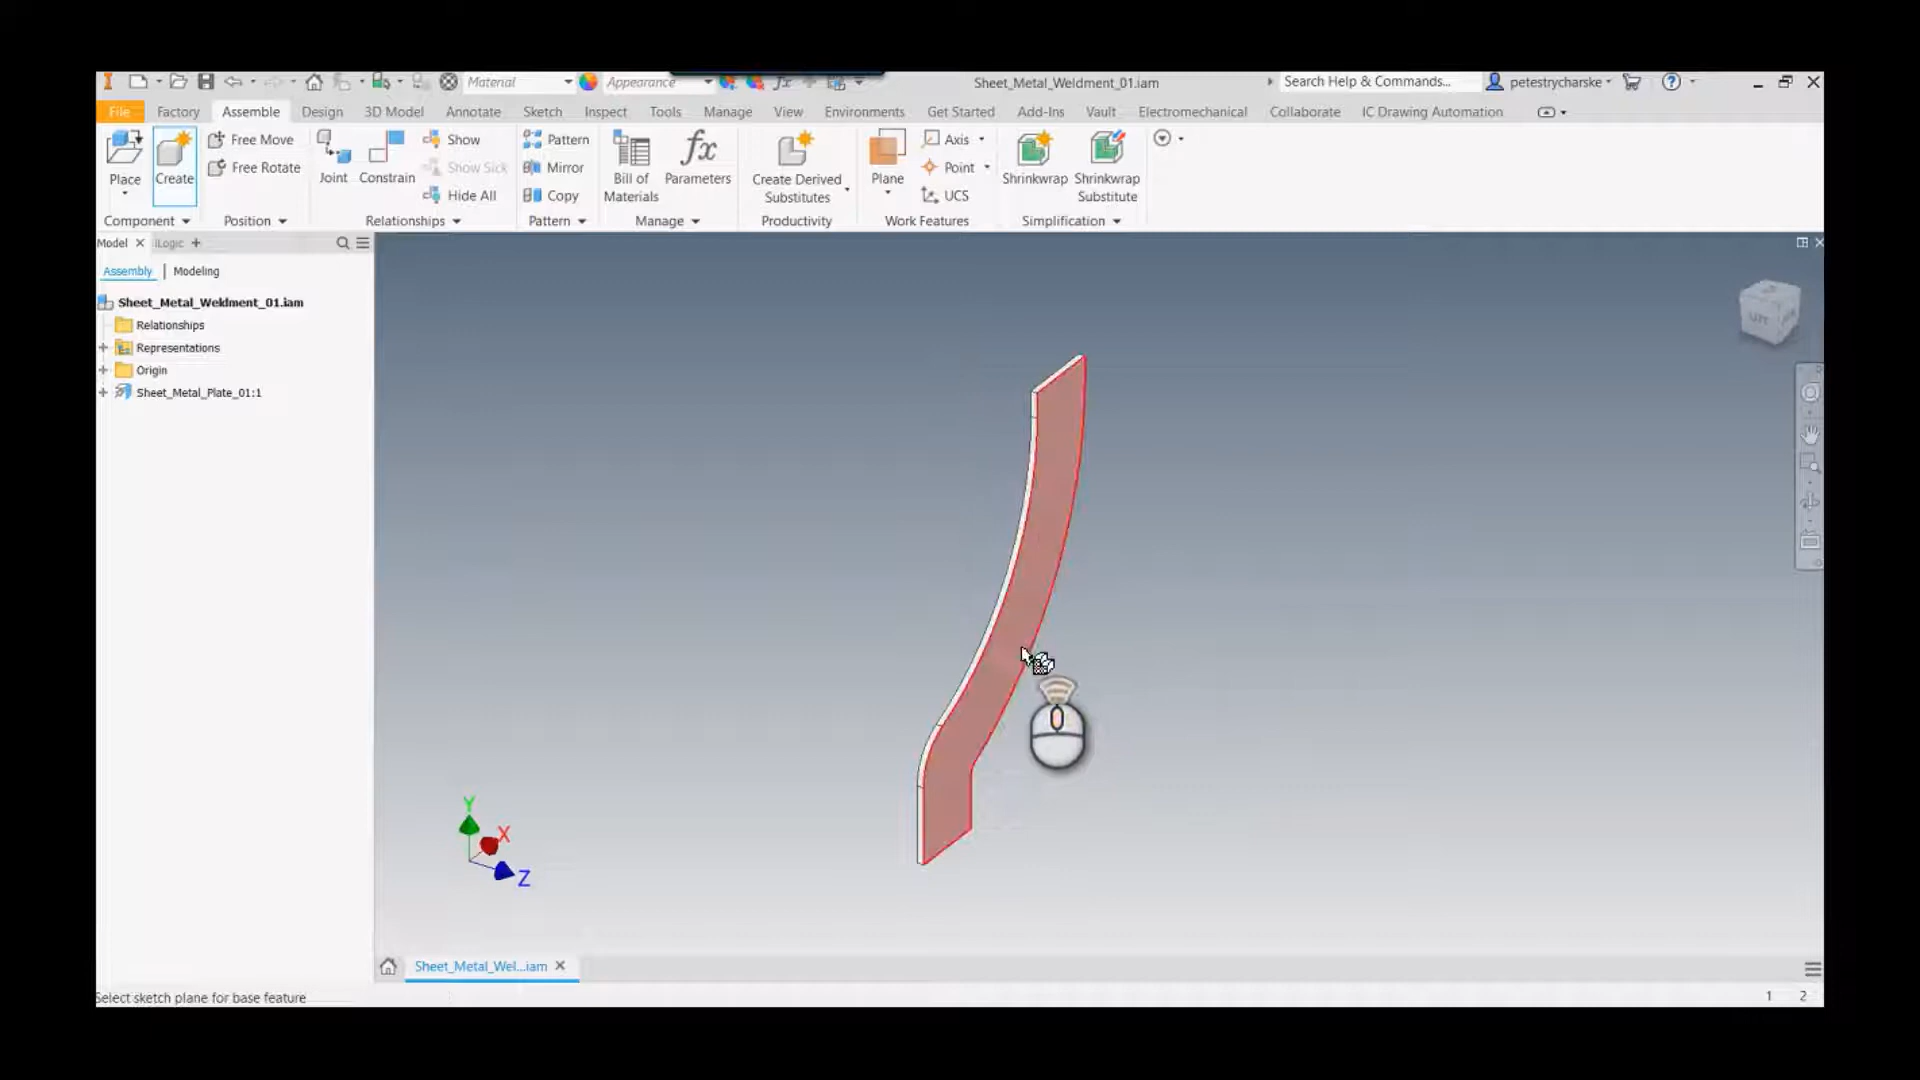 Material Appearance Sheet_Metal_Weldment_01.iam Search Help & Commands... petestrycharske
File Factory Assemble Design 3D Model Annotate Sketch Inspect Tools Manage View Environments Get Started Add-Ins Vault Electromechanical Collaborate IC Drawing Automation
Place Create Free Move Free Rotate
Joint Constrain Show Show Sick Hide All
Pattern Mirror Copy
Bill of Materials fx Parameters
Create Derived Substitutes
Plane Axis Point UCS
Shrinkwrap Shrinkwrap Substitute
Component Position Relationships Pattern Manage Productivity Work Features Simplification
Model iLogic +
Assembly | Modeling
Sheet_Metal_Weldment_01.iam
Relationships
Representations
Origin
Sheet_Metal_Plate_01:1
Y
X
Z
Sheet_Metal_Wel...iam
Select sketch plane for base feature 1 2